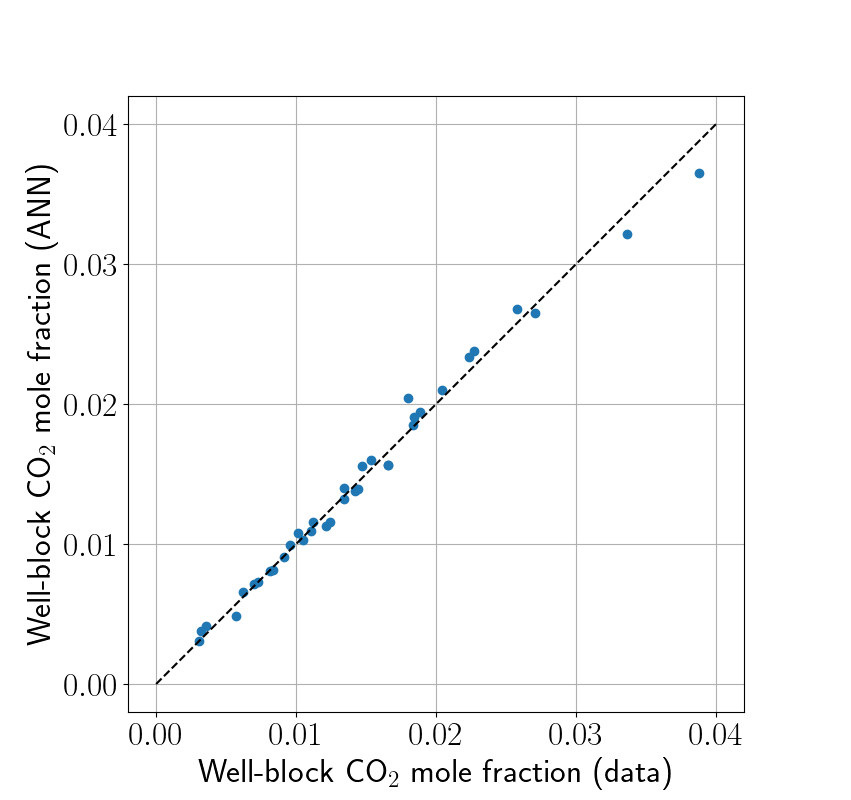 Well-block CO₂ mole fraction (ANN)
0.04
0.03
0.02
0.01
0.00
0.00 0.01 0.02 0.03 0.04
Well-block CO₂ mole fraction (data)